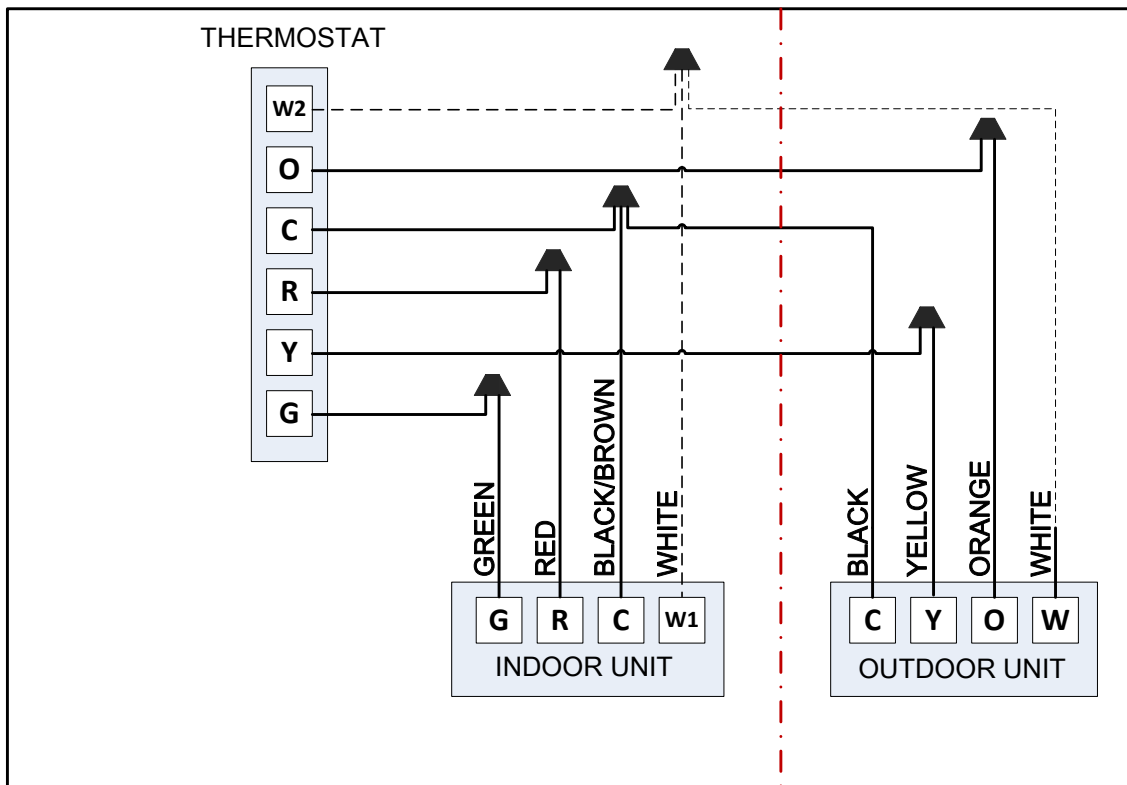 THERMOSTAT
W2
O
C
R
Y
G
GREEN
RED
BLACK/BROWN
WHITE
BLACK
YELLOW
ORANGE
WHITE
G R C W1
INDOOR UNIT
C Y O W
OUTDOOR UNIT